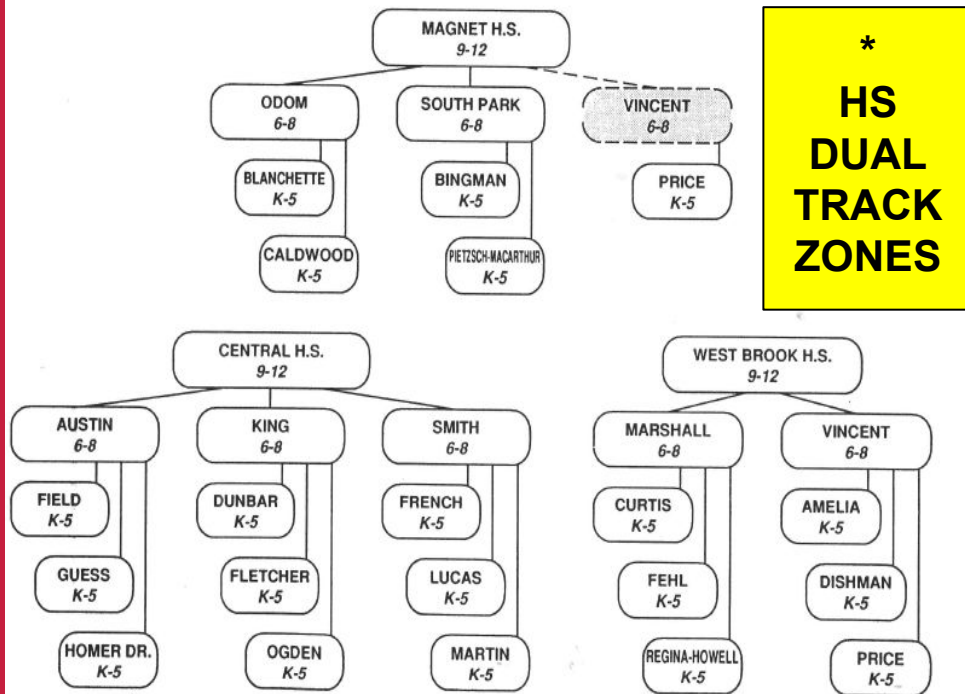 MAGNET H.S.
9-12
ODOM
6-8
SOUTH PARK
6-8
VINCENT
6-8
BLANCHETTE
K-5
BINGMAN
K-5
PRICE
K-5
CALDWOOD
K-5
PIETZSCH-MACARTHUR
K-5
*
HS
DUAL
TRACK
ZONES
CENTRAL H.S.
9-12
AUSTIN
6-8
KING
6-8
SMITH
6-8
FIELD
K-5
DUNBAR
K-5
FRENCH
K-5
GUESS
K-5
FLETCHER
K-5
LUCAS
K-5
HOMER DR.
K-5
OGDEN
K-5
MARTIN
K-5
WEST BROOK H.S.
9-12
MARSHALL
6-8
VINCENT
6-8
CURTIS
K-5
AMELIA
K-5
FEHL
K-5
DISHMAN
K-5
REGINA-HOWELL
K-5
PRICE
K-5